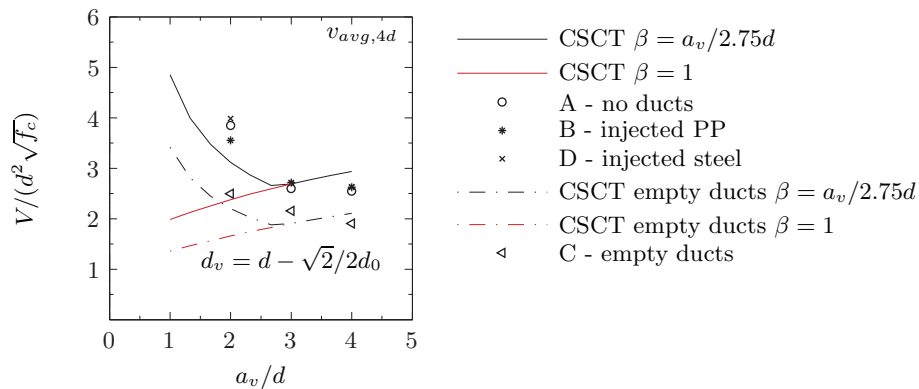 6
5
4
3
2
1
0 1 2 3 4 5
V/(d²√f_c)
a_v/d
v_{avg,4d}
d_v = d − √2/2d_0
CSCT β = a_v/2.75d
CSCT β = 1
A - no ducts
B - injected PP
D - injected steel
CSCT empty ducts β = a_v/2.75d
CSCT empty ducts β = 1
C - empty ducts